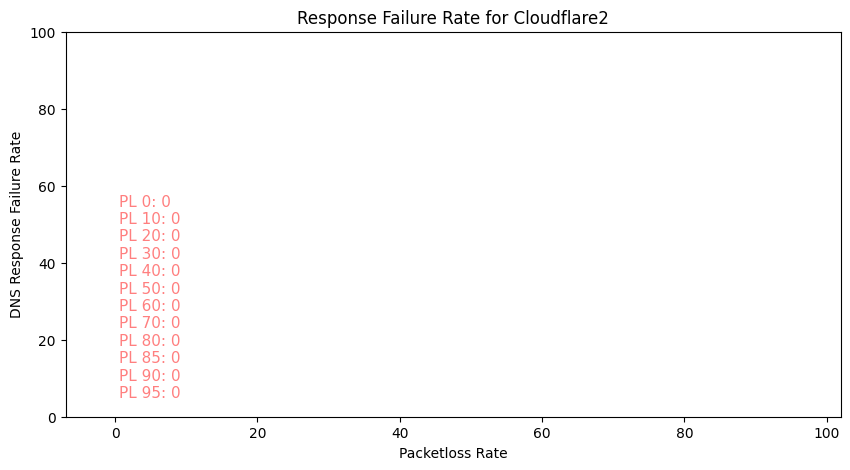 Response Failure Rate for Cloudflare2
100
80
60
40
20
0
DNS Response Failure Rate
PL 0: 0
PL 10: 0
PL 20: 0
PL 30: 0
PL 40: 0
PL 50: 0
PL 60: 0
PL 70: 0
PL 80: 0
PL 85: 0
PL 90: 0
PL 95: 0
0 20 40 60 80 100
Packetloss Rate